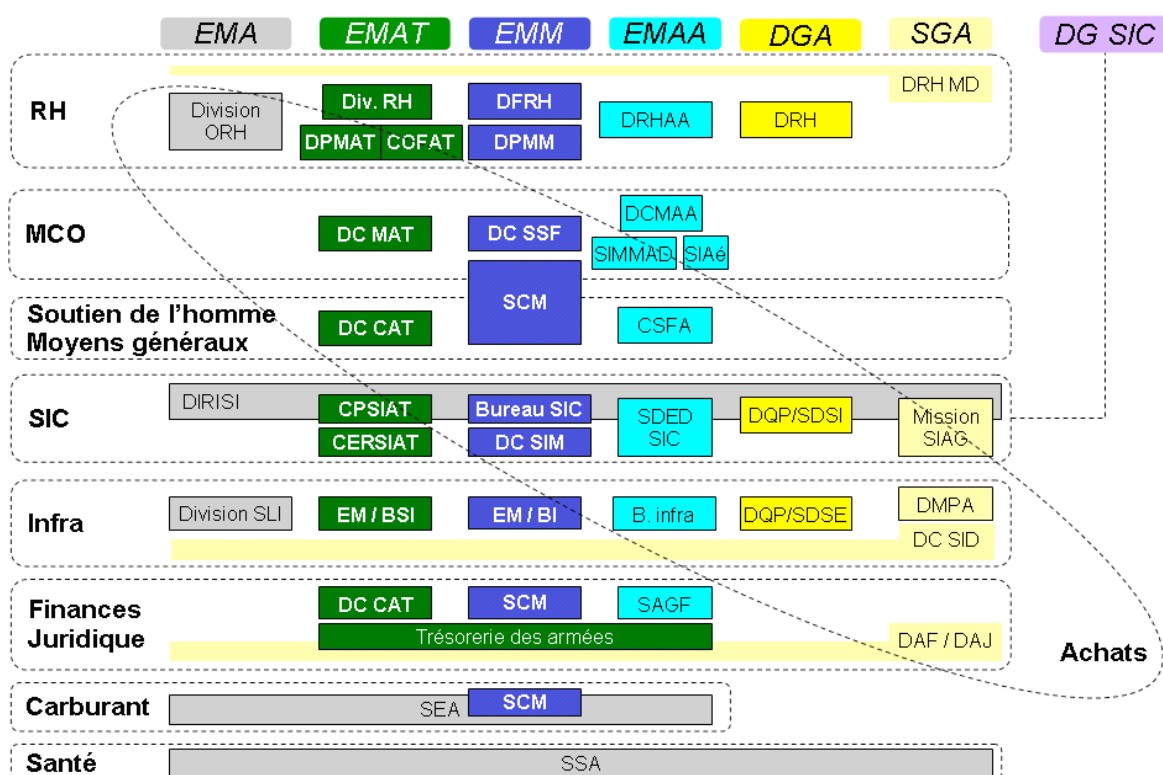 EMA EMAT EMM EMAA DGA SGA DG SIC
RH
Division
ORH
Div. RH
DPMAT COFAT
DFRH
DPMM
DRHAA
DRH
DRH MD
MCO
DC MAT
DC SSF
DCMAA
SIMMAD SIAé
SCM
Soutien de l'homme
Moyens généraux
DC CAT
CSFA
SIC
DIRISI
CPSIAT
CERSIAT
Bureau SIC
DC SIM
SDED
SIC
DQP/SDSI
Mission
SIAG
Infra
Division SLI
EM / BSI
EM / BI
B. infra
DQP/SDSE
DMPA
DC SID
Finances
Juridique
DC CAT
SCM
SAGF
Trésorerie des armées
DAF / DAJ
Achats
Carburant
SEA
SCM
Santé
SSA